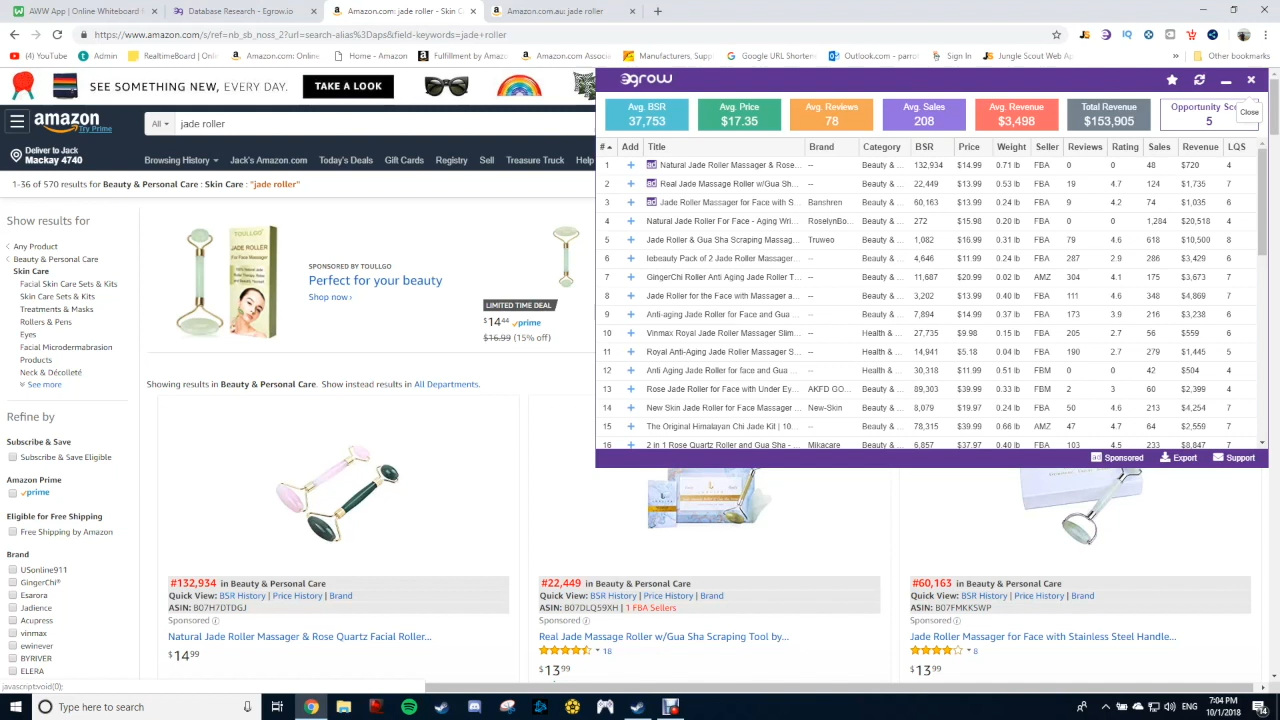 AWW App | Online Whiteboard
Database Research - Egrow.io
Amazon.com: jade roller - Skin C
Amazon.com: au jade roller
https://www.amazon.com/s/ref=nb_sb_noss_2?url=search-alias%3Daps&field-keywords=jade+roller
(4) YouTube
Admin
RealtimeBoard | Onl
Amazon.com: Online
Fulfillment by Amazo
Amazon.com Associa
Manufactures, Suppl
Google URL Shortene
Outlook.com - parrot
Sign In
Jungle Scout Web Ap
Other bookmarks
SEE SOMETHING NEW, EVERY DAY.
TAKE A LOOK
amazon
Try Prime
All
jade roller
Deliver to Jack
Mackay 4740
Browsing History
Jack's Amazon.com
Today's Deals
Gift Cards
Registry
Sell
Treasure Truck
Help
1-36 of 570 results for Beauty & Personal Care : Skin Care : "jade roller"
Show results for
Any Product
Beauty & Personal Care
Skin Care
Facial Skin Care Sets & Kits
Skin Care Sets & Kits
Treatments & Masks
Rollers & Pens
Eyes
Facial Microdermabrasion
Products
Neck & Décolleté
See more
Refine by
Subscribe & Save
Subscribe & Save Eligible
Amazon Prime
prime
Eligible for Free Shipping
Free Shipping by Amazon
Brand
USonline911
GingerChi®
Esarora
Jadience
Acupress
vinmax
ewinever
BYRIVER
ELERA
TOULLGO
JADE ROLLER
For Face Massager
SPONSORED BY TOULLGO
Perfect for your beauty
Shop now ›
LIMITED TIME DEAL
$14 44 prime
$16.99 (15% off)
Showing results in Beauty & Personal Care. Show instead results in All Departments.
egrow
Close
Avg. BSR 37,753
Avg. Price $17.35
Avg. Reviews 78
Avg. Sales 208
Avg. Revenue $3,498
Total Revenue $153,905
Opportunity Sco 5
# Add Title Brand Category BSR Price Weight Seller Reviews Rating Sales Revenue LQS
1 + ad Natural Jade Roller Massager & Rose... -- Beauty & ... 132,934 $14.99 0.71 lb FBA 0 0 48 $720 4
2 + ad Real Jade Massage Roller w/Gua Sh... -- Beauty & ... 22,449 $13.99 0.53 lb FBA 19 4.7 124 $1,735 7
3 + ad Jade Roller Massager for Face with S... Banshren Beauty & ... 60,163 $13.99 0.24 lb FBA 9 4.2 74 $1,035 6
4 + Natural Jade Roller For Face - Aging Wri... RoselynBo... Beauty & ... 272 $15.98 0.20 lb FBA 0 0 1,284 $20,518 4
5 + Jade Roller & Gua Sha Scraping Massag... Truweo Beauty & ... 1,082 $16.99 0.31 lb FBA 79 4.6 618 $10,500 8
6 + lebeauty Pack of 2 Jade Roller Massager... -- Beauty & ... 4,646 $11.99 0.24 lb FBA 287 2.9 286 $3,429 6
7 + GingerChi Roller Anti Aging Jade Roller T... -- Beauty & ... 11,687 $20.99 0.02 lb AMZ 304 4.1 175 $3,673 7
8 + Jade Roller for the Face with Massager a... -- Beauty & ... 3,202 $13.99 0.40 lb FBA 111 4.6 348 $4,869 7
9 + Anti-aging Jade Roller for Face and Gua ... -- Beauty & ... 7,894 $14.99 0.37 lb FBA 173 3.9 216 $3,238 6
10 + Vinmax Royal Jade Roller Massager Slim... -- Health & ... 27,735 $9.98 0.15 lb FBA 205 2.7 56 $559 7
11 + Royal Anti-Aging Jade Roller Massager S... -- Health & ... 14,941 $5.18 0.04 lb FBA 190 2.7 279 $1,445 5
12 + Anti Aging Jade Roller for face and Gua ... -- Health & ... 30,318 $11.99 0.51 lb FBM 0 0 42 $504 4
13 + Rose Jade Roller for Face with Under Ey... AKFD GO... Beauty & ... 89,303 $39.99 0.33 lb FBM 2 3 60 $2,399 4
14 + New Skin Jade Roller for Face Massager ... New-Skin Beauty & ... 8,079 $19.97 0.24 lb FBA 50 4.6 213 $4,254 7
15 + The Original Himalayan Chi Jade Kit | 10... -- Beauty & ... 78,315 $39.99 0.66 lb AMZ 47 4.7 64 $2,559 7
16 + 2 in 1 Rose Quartz Roller and Gua Sha - ... Mikacare Beauty & ... 6,857 $37.97 0.40 lb FBA 103 4.5 233 $8,847 7
ad Sponsored
Export
Support
#132,934 in Beauty & Personal Care
Quick View: BSR History | Price History | Brand
ASIN: B07H7DTDGJ
Sponsored
Natural Jade Roller Massager & Rose Quartz Facial Roller...
$14 99
#22,449 in Beauty & Personal Care
Quick View: BSR History | Price History | Brand
ASIN: B07DLQ59XH | 1 FBA Sellers
Sponsored
Real Jade Massage Roller w/Gua Sha Scraping Tool by...
18
$13 99
#60,163 in Beauty & Personal Care
Quick View: BSR History | Price History | Brand
ASIN: B07FMKKSWP
Sponsored
Jade Roller Massager for Face with Stainless Steel Handle...
8
$13 99
javascript:void(0);
Type here to search
ENG
7:04 PM
10/1/2018
14